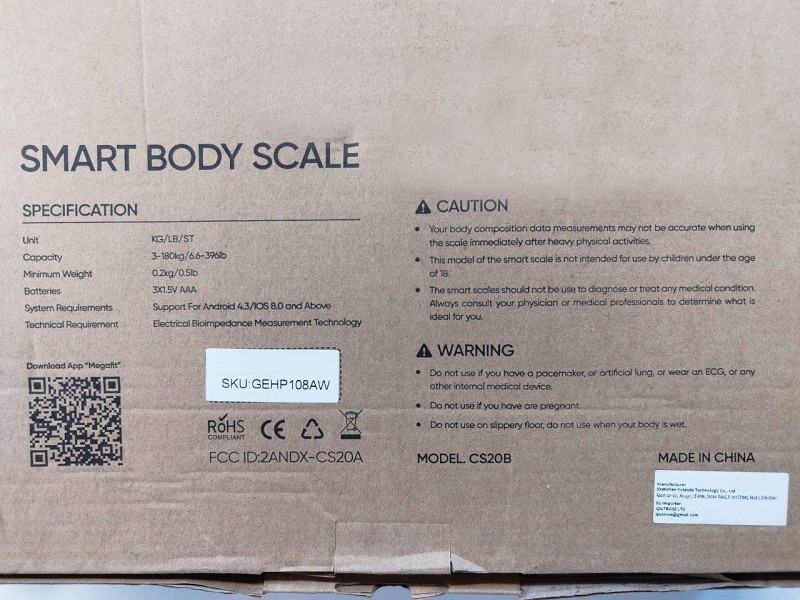 SMART BODY SCALE
SPECIFICATION
Unit KG/LB/ST
Capacity 3-180kg/6.6-396lb
Minimum Weight 0.2kg/0.5lb
Batteries 3X1.5V AAA
System Requirements Support For Android 4.3/IOS 8.0 and Above
Technical Requirement Electrical Bioimpedance Measurement Technology
Download App "Megafit"
SKU:GEHP108AW
RoHS
COMPLIANT
CE
FCC ID:2ANDX-CS20A
CAUTION
• Your body composition data measurements may not be accurate when using
the scale immediately after heavy physical activities.
• This model of the smart scale is not intended for use by children under the age
of 18.
• The smart scales should not be use to diagnose or treat any medical condition.
Always consult your physician or medical professionals to determine what is
ideal for you.
WARNING
• Do not use if you have a pacemaker, or artificial lung, or wear an ECG, or any
other internal medical device.
• Do not use if you have are pregnant.
• Do not use on slippery floor, do not use when your body is wet.
MODEL. CS20B
MADE IN CHINA
Manufacturer:
Shenzhen Yolanda Technology Co., Ltd
EU importer: